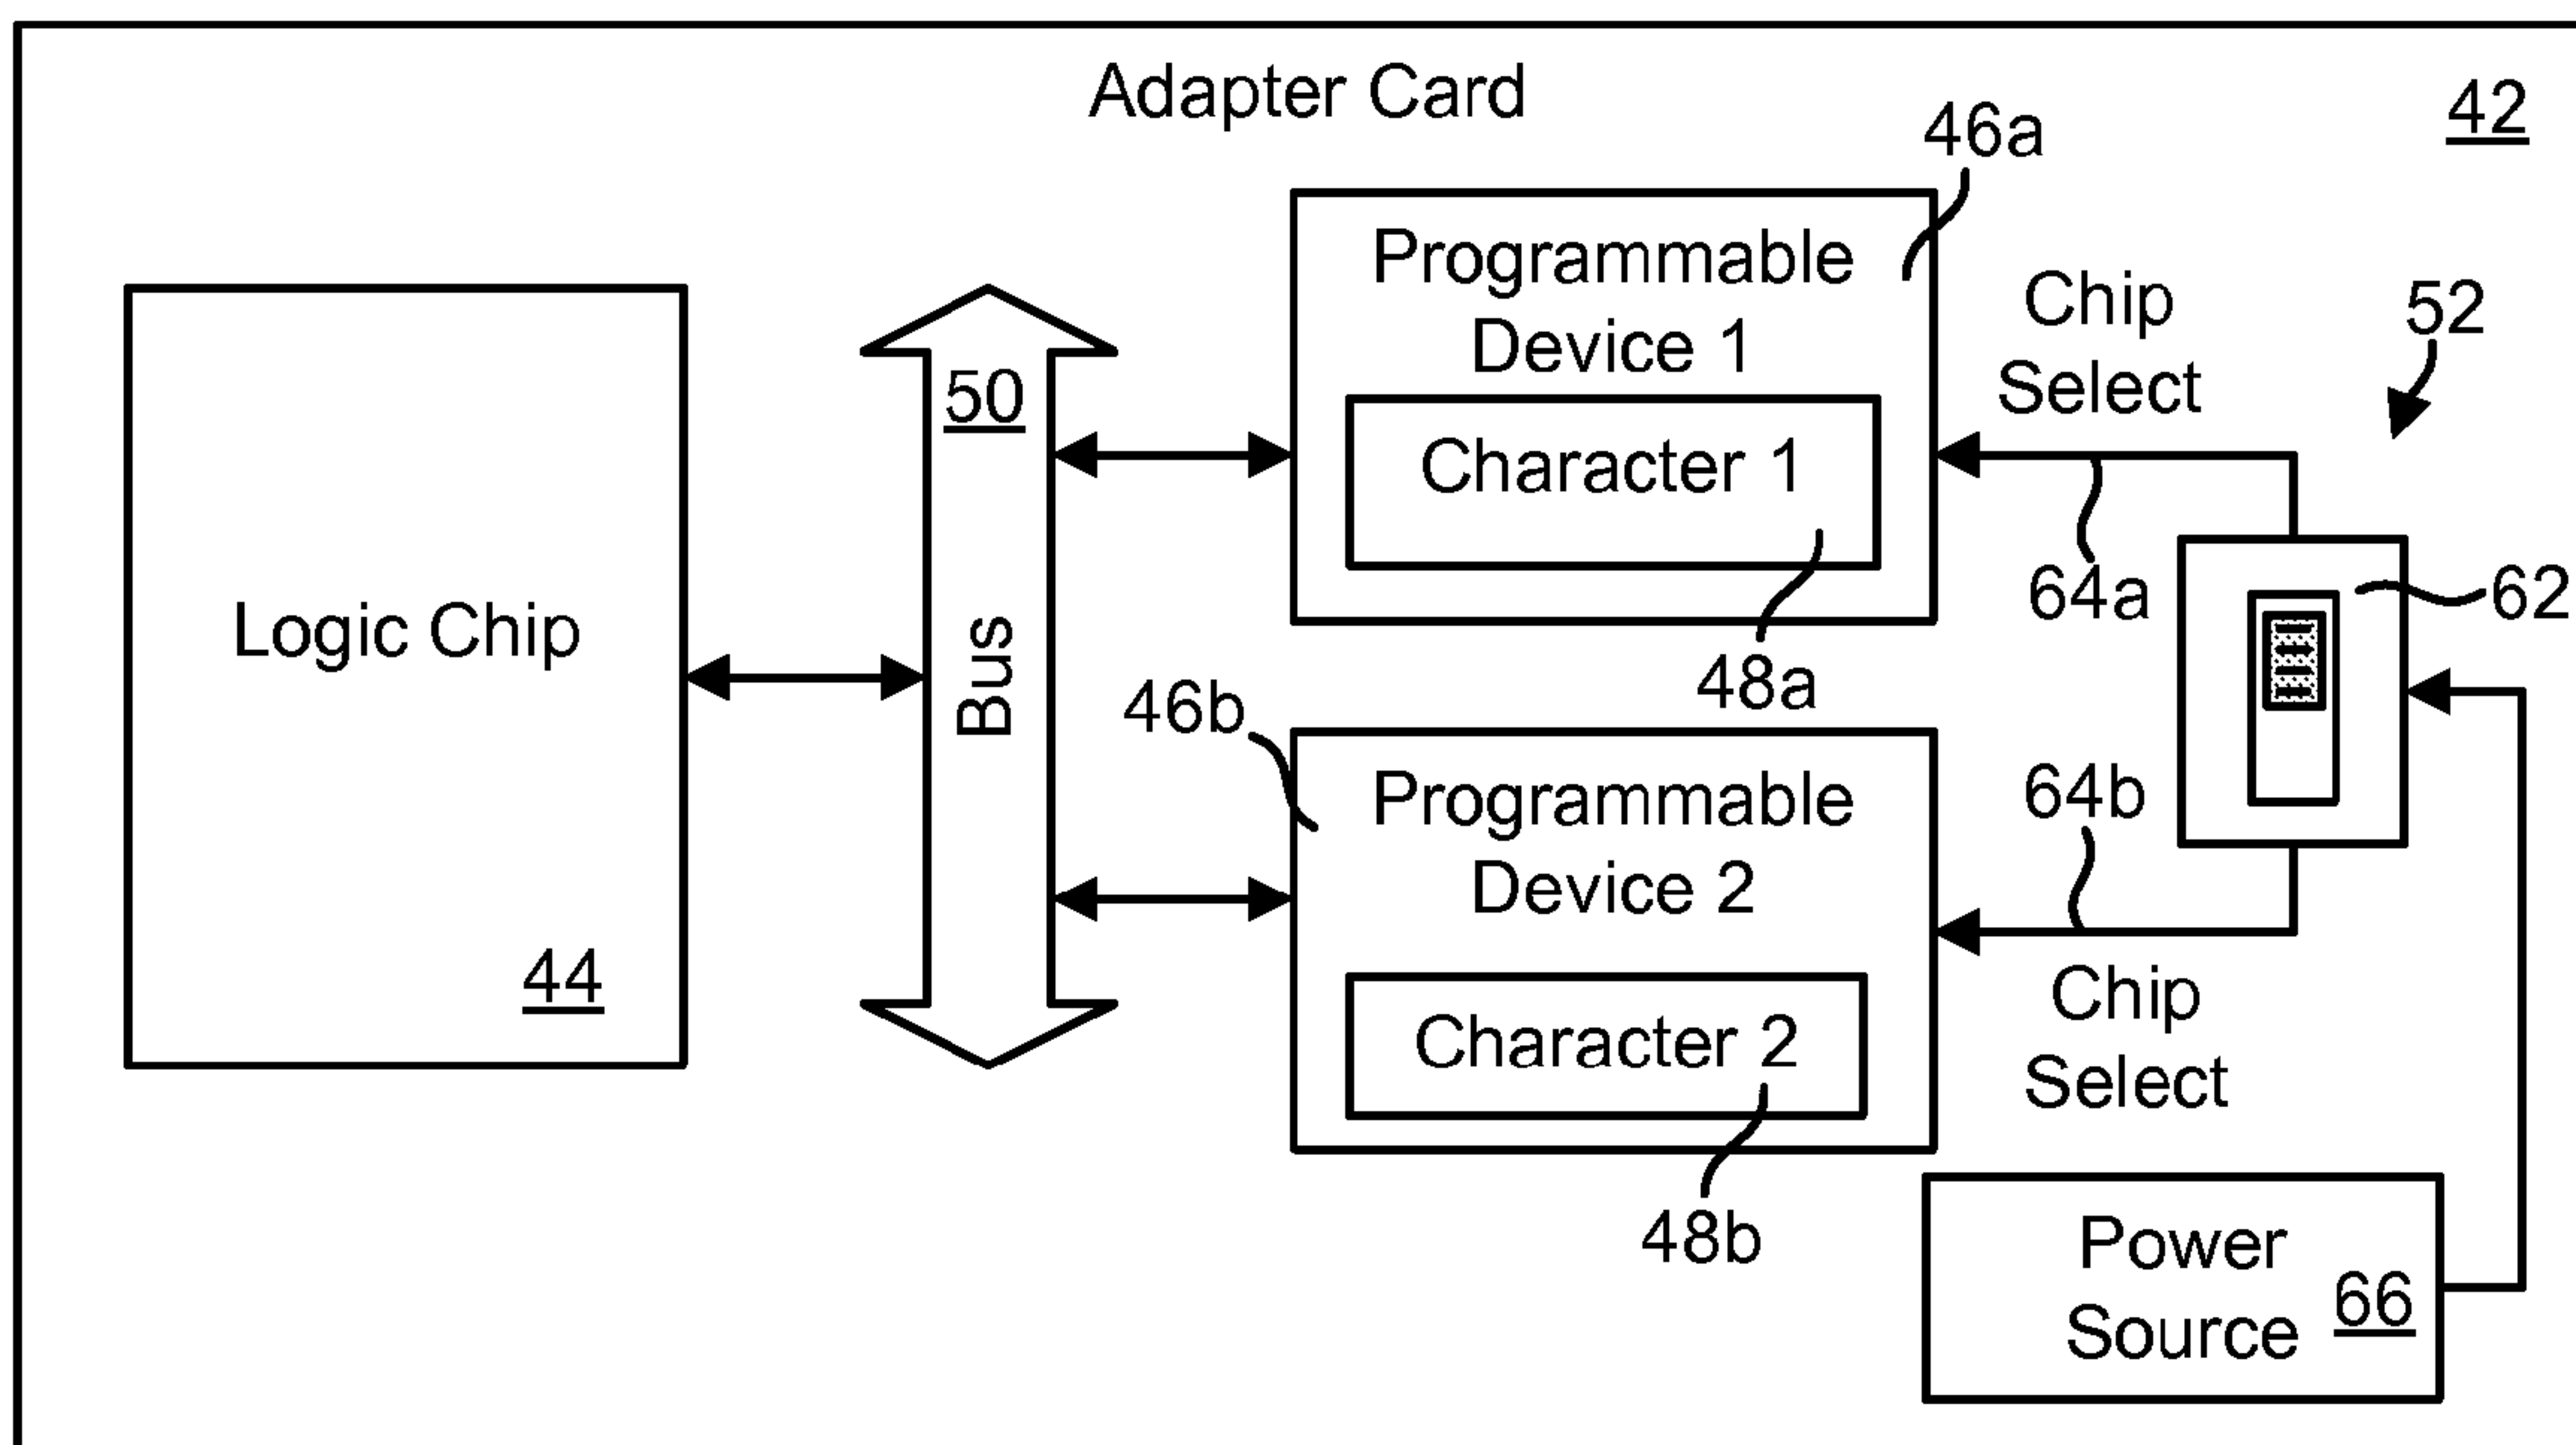 Adapter Card
42
46a
Programmable
Device 1
Character 1
48a
Chip
Select
52
64a
62
Logic Chip
44
50
Bus
46b
Programmable
Device 2
Character 2
48b
64b
Chip
Select
Power
Source
66